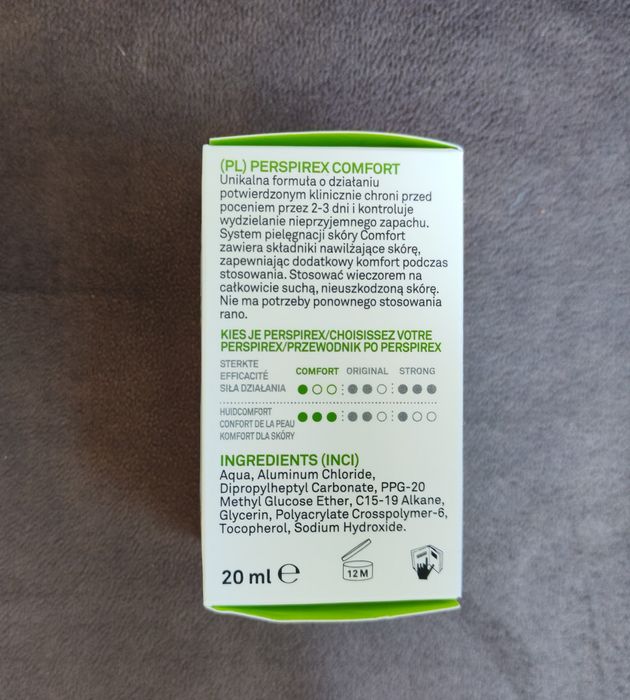 (PL) PERSPIREX COMFORT
Unikalna formuła o działaniu
potwierdzonym klinicznie chroni przed
poceniem przez 2-3 dni i kontroluje
wydzielanie nieprzyjemnego zapachu.
System pielęgnacji skóry Comfort
zawiera składniki nawilżające skórę,
zapewniając dodatkowy komfort podczas
stosowania. Stosować wieczorem na
całkowicie suchą, nieuszkodzoną skórę.
Nie ma potrzeby ponownego stosowania
rano.
KIES JE PERSPIREX/CHOISISSEZ VOTRE
PERSPIREX/PRZEWODNIK PO PERSPIREX
STERKTE
EFFICACITÉ
SIŁA DZIAŁANIA
COMFORT ORIGINAL STRONG
HUIDCOMFORT
CONFORT DE LA PEAU
KOMFORT DLA SKÓRY
INGREDIENTS (INCI)
Aqua, Aluminum Chloride,
Dipropylheptyl Carbonate, PPG-20
Methyl Glucose Ether, C15-19 Alkane,
Glycerin, Polyacrylate Crosspolymer-6,
Tocopherol, Sodium Hydroxide.
20 ml ℮
12 M